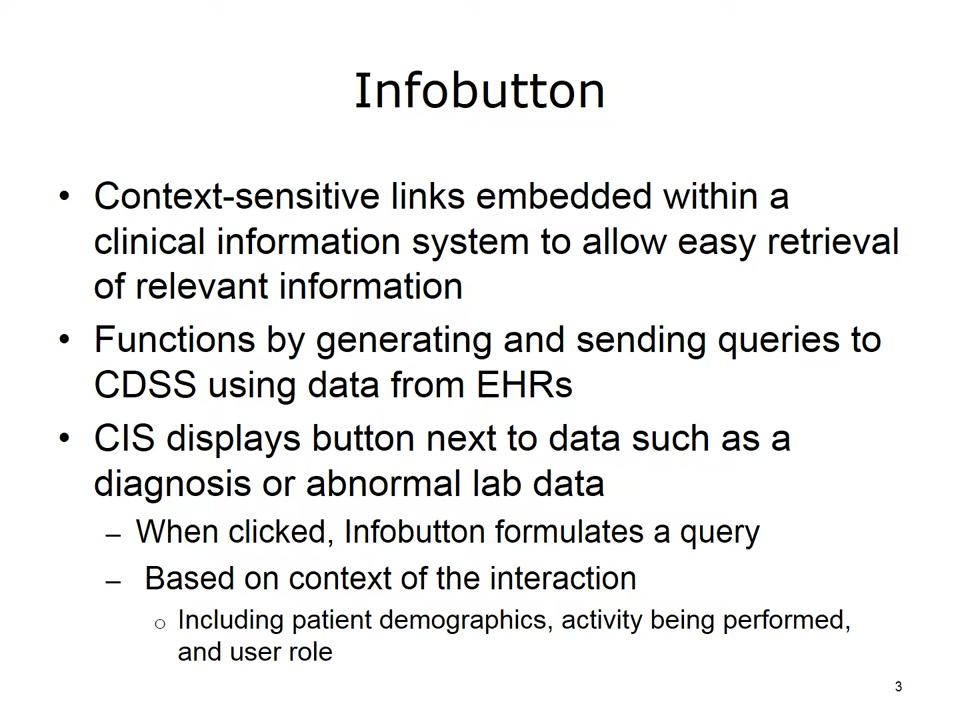 Infobutton
• Context-sensitive links embedded within a
clinical information system to allow easy retrieval
of relevant information
• Functions by generating and sending queries to
CDSS using data from EHRs
• CIS displays button next to data such as a
diagnosis or abnormal lab data
– When clicked, Infobutton formulates a query
– Based on context of the interaction
○ Including patient demographics, activity being performed,
and user role
3